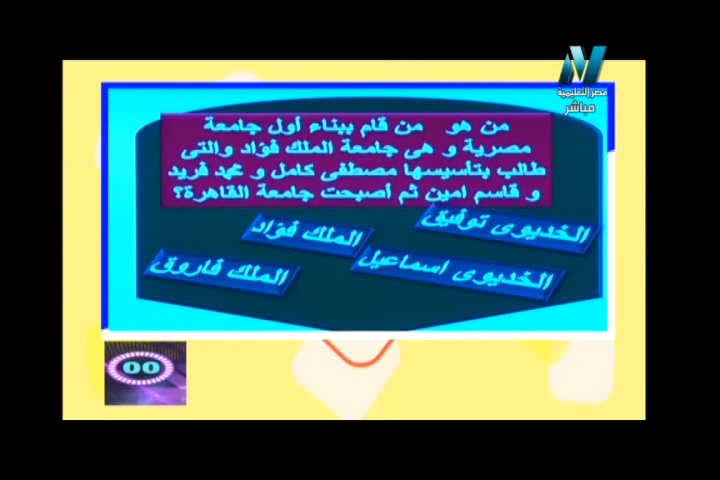 مصر التعليمية
مباشر
من هو من قام ببناء أول جامعة
مصرية و هى جامعة الملك فؤاد والتى
طالب بتأسيسها مصطفى كامل و محمد فريد
و قاسم امين ثم أصبحت جامعة القاهرة؟
الخديوى توفيق
الملك فؤاد
الخديوى اسماعيل
الملك فاروق
00